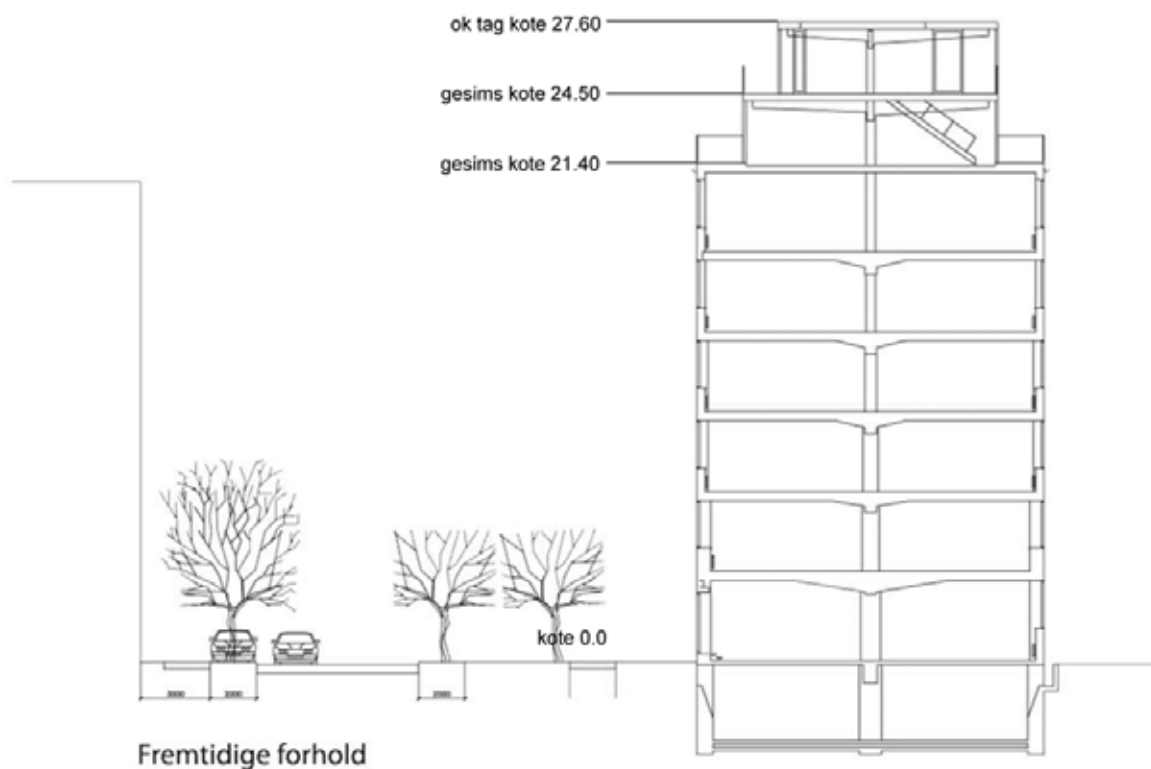 ok tag kote 27.60
gesims kote 24.50
gesims kote 21.40
kote 0.0
3000 2000 2000
Fremtidige forhold